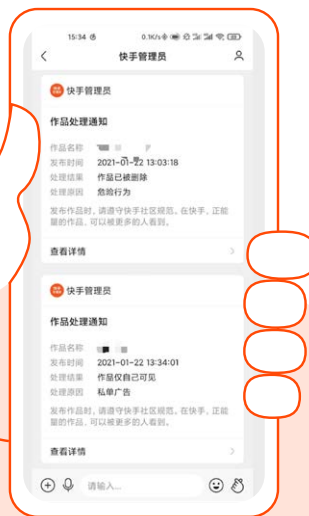 15:34
0.1K/s
快手管理员
快手管理员
作品处理通知
作品名称
发布时间 2021-01-22 13:03:18
处理结果 作品已被删除
处理原因 危险行为
发布作品时,请遵守快手社区规范。在快手,正能
量的作品,可以被更多的人看到。
查看详情
快手管理员
作品处理通知
作品名称
发布时间 2021-01-22 13:34:01
处理结果 作品仅自己可见
处理原因 私单广告
发布作品时,请遵守快手社区规范。在快手,正能
量的作品,可以被更多的人看到。
查看详情
请输入...